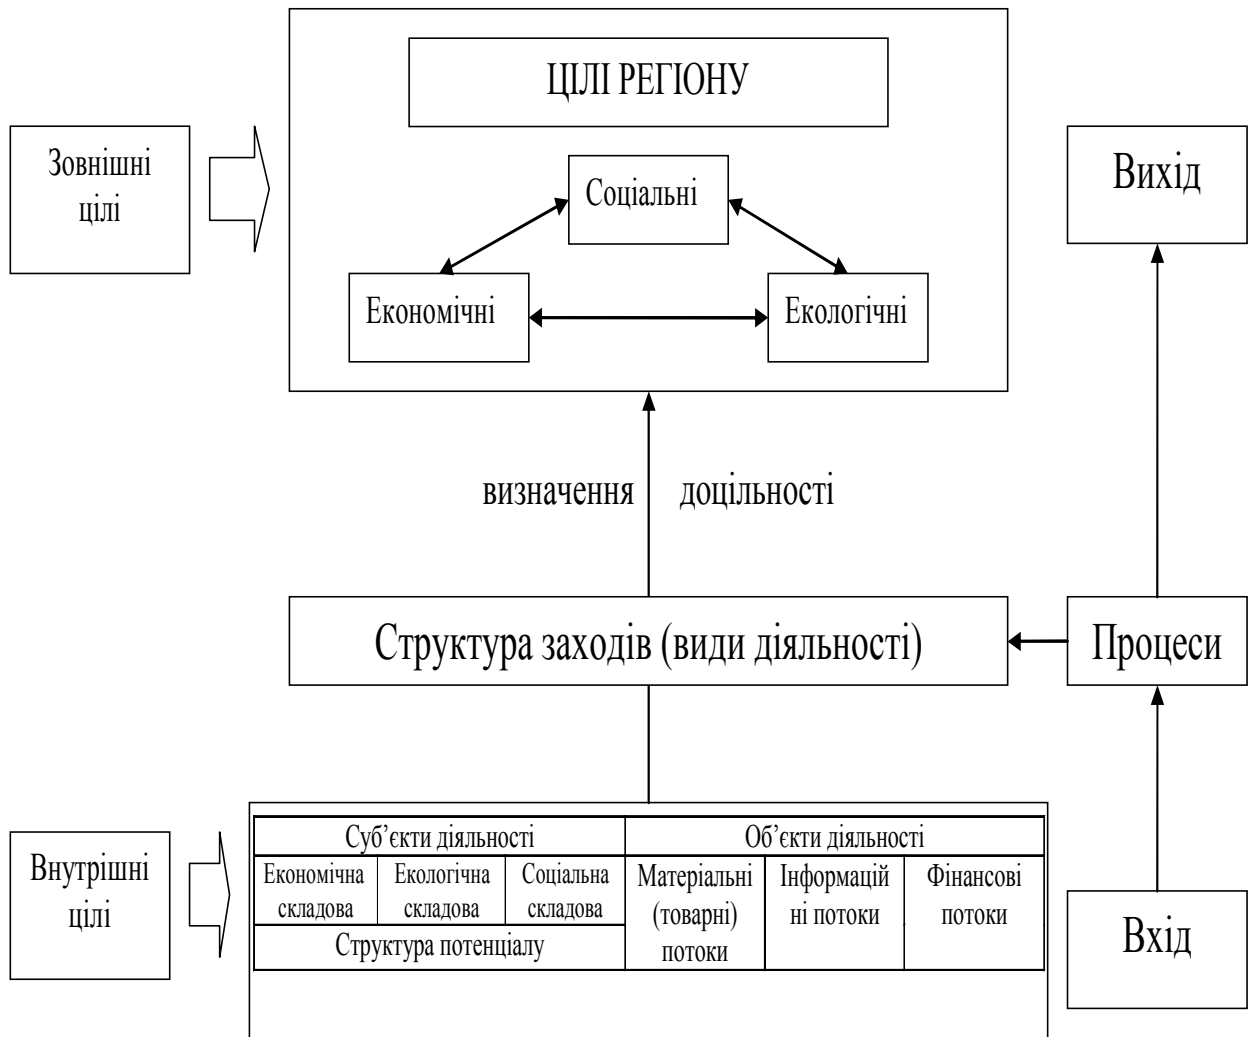 ЦІЛІ РЕГІОНУ
Зовнішні
цілі
Соціальні
Економічні
Екологічні
Вихід
визначення доцільності
Структура заходів (види діяльності)
Процеси
Внутрішні
цілі
Суб’єкти діяльності
Об’єкти діяльності
Економічна
складова
Екологічна
складова
Соціальна
складова
Структура потенціалу
Матеріальні
(товарні)
потоки
Інформацій
ні потоки
Фінансові
потоки
Вхід